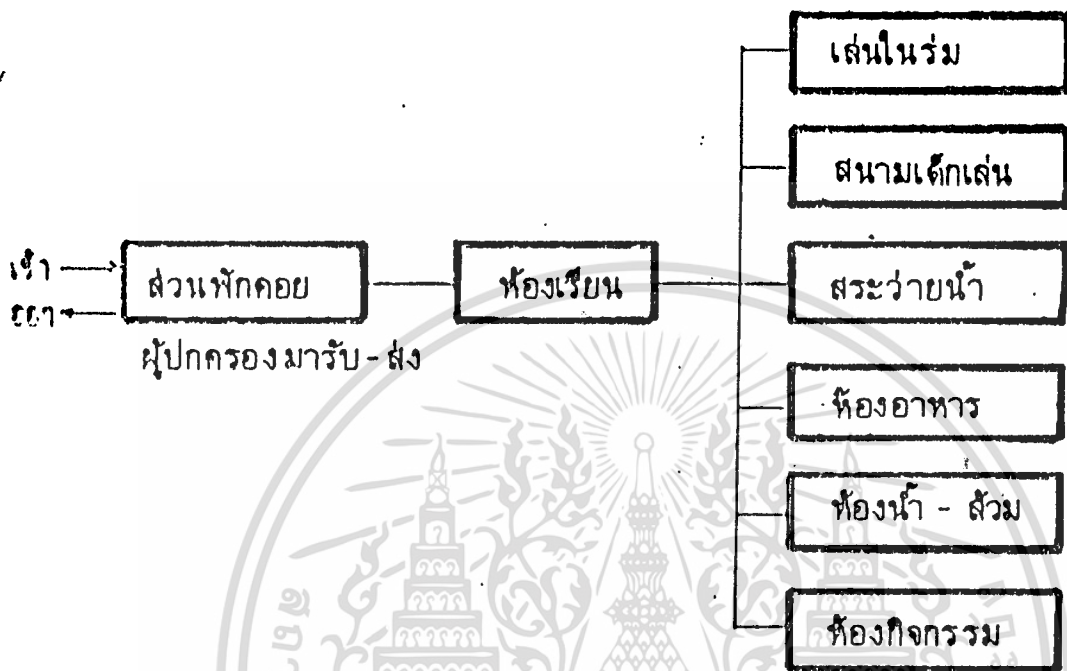 เล่นในร่ม
สนามเด็กเล่น
เข้า
ส่วนพักคอย
ห้องเรียน
สระว่ายน้ำ
ผู้ปกครองมารับ - ส่ง
ห้องอาหาร
ห้องน้ำ - ส้วม
ห้องกิจกรรม